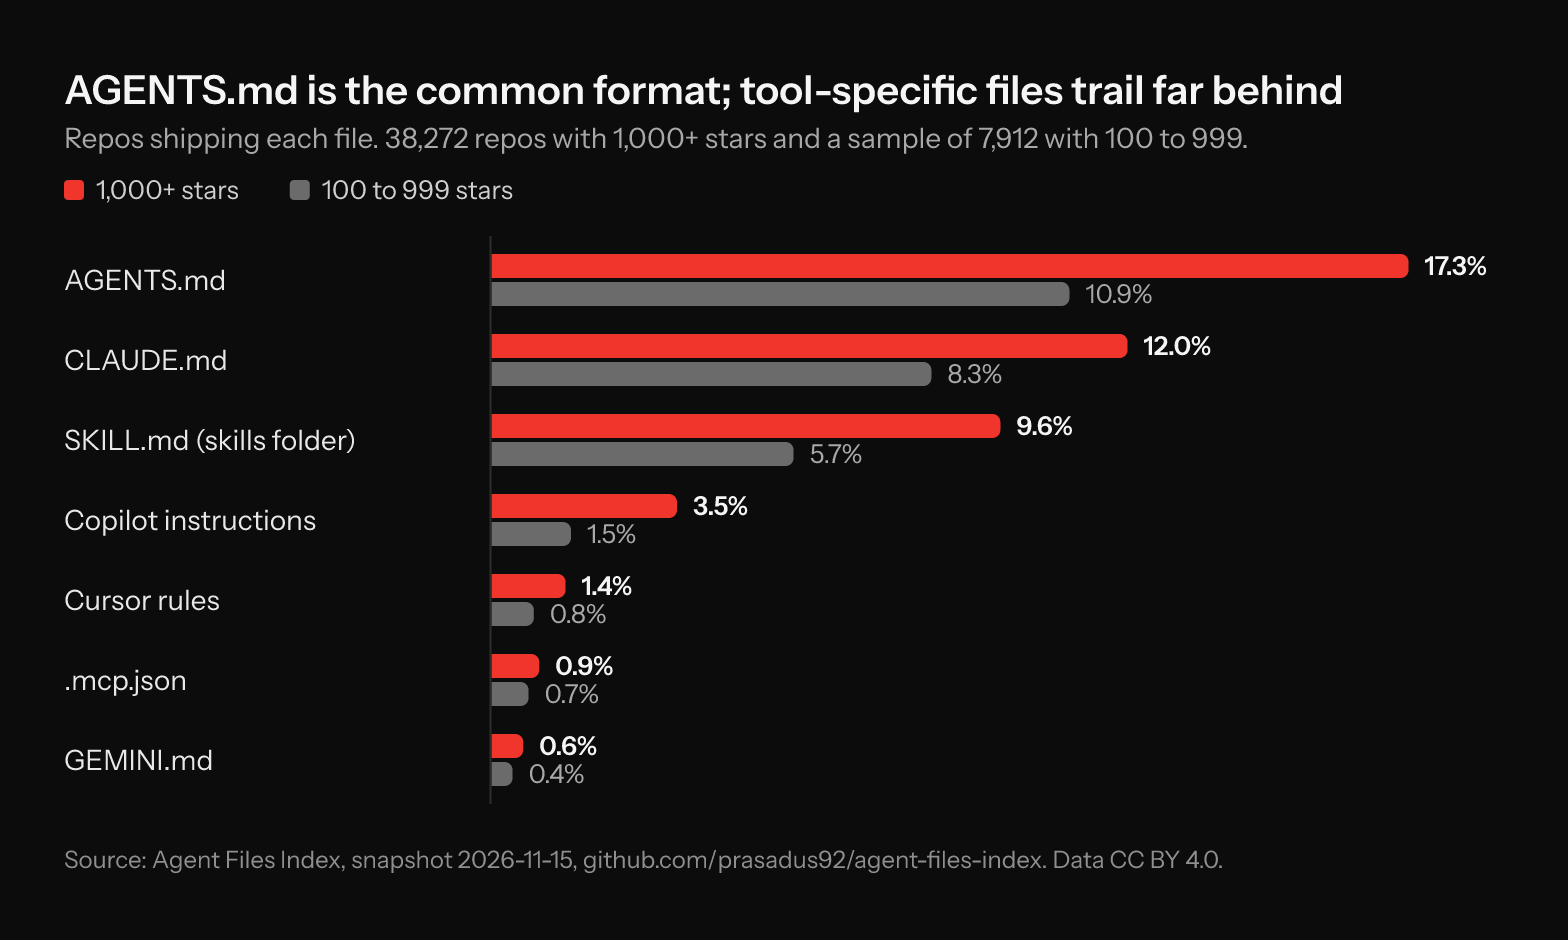 AGENTS.md is the common format; tool-specific files trail far behind
Repos shipping each file. 38,272 repos with 1,000+ stars and a sample of 7,912 with 100 to 999.
1,000+ stars
100 to 999 stars
AGENTS.md
17.3%
10.9%
CLAUDE.md
12.0%
8.3%
SKILL.md (skills folder)
9.6%
5.7%
Copilot instructions
3.5%
1.5%
Cursor rules
1.4%
0.8%
.mcp.json
0.9%
0.7%
GEMINI.md
0.6%
0.4%
Source: Agent Files Index, snapshot 2026-11-15, github.com/prasadus92/agent-files-index. Data CC BY 4.0.